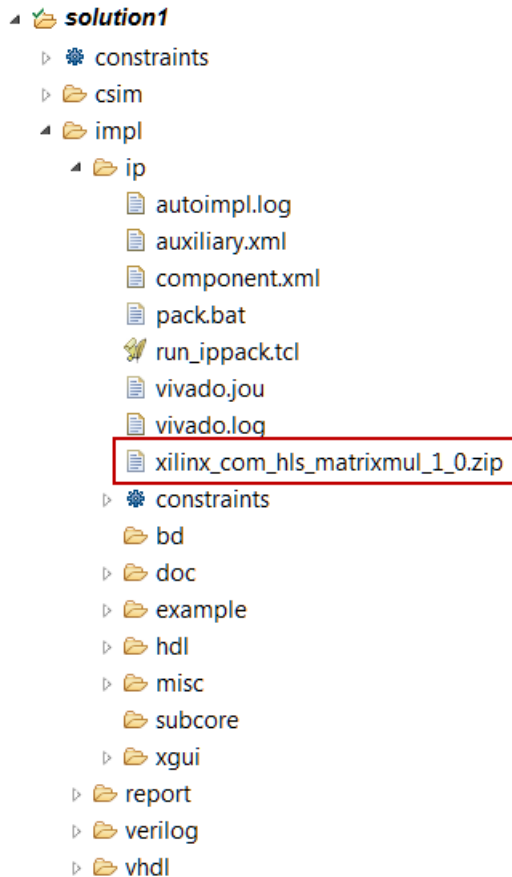 solution1
constraints
csim
impl
ip
autoimpl.log
auxiliary.xml
component.xml
pack.bat
run_ippack.tcl
vivado.jou
vivado.log
xilinx_com_hls_matrixmul_1_0.zip
constraints
bd
doc
example
hdl
misc
subcore
xgui
report
verilog
vhdl